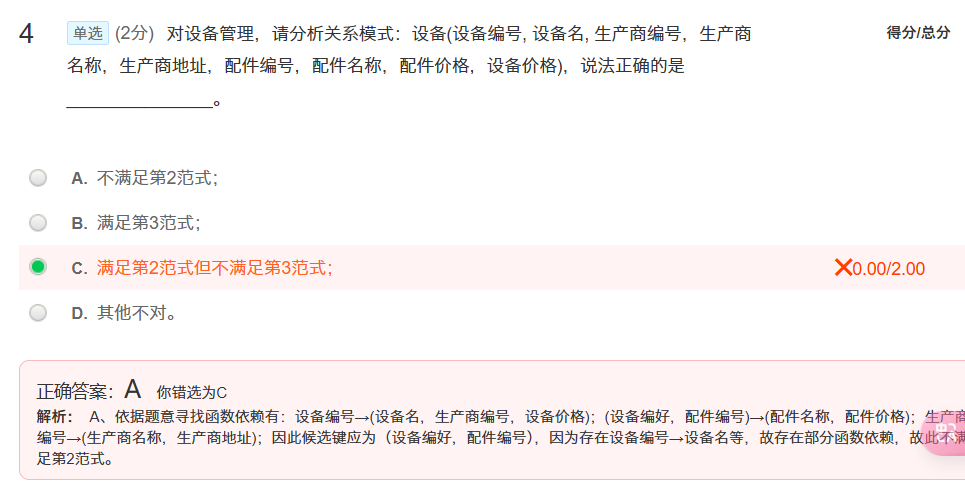 4 单选 (2分) 对设备管理，请分析关系模式：设备(设备编号, 设备名, 生产商编号，生产商 得分/总分
名称，生产商地址，配件编号，配件名称，配件价格，设备价格)，说法正确的是
________________。
A. 不满足第2范式；
B. 满足第3范式；
C. 满足第2范式但不满足第3范式； ✕0.00/2.00
D. 其他不对。
正确答案：A 你错选为C
解析： A、依据题意寻找函数依赖有：设备编号→(设备名，生产商编号，设备价格)；(设备编好，配件编号)→(配件名称，配件价格)；生产商
编号→(生产商名称，生产商地址)；因此候选键应为（设备编好，配件编号），因为存在设备编号→设备名等，故存在部分函数依赖，故此不满
足第2范式。